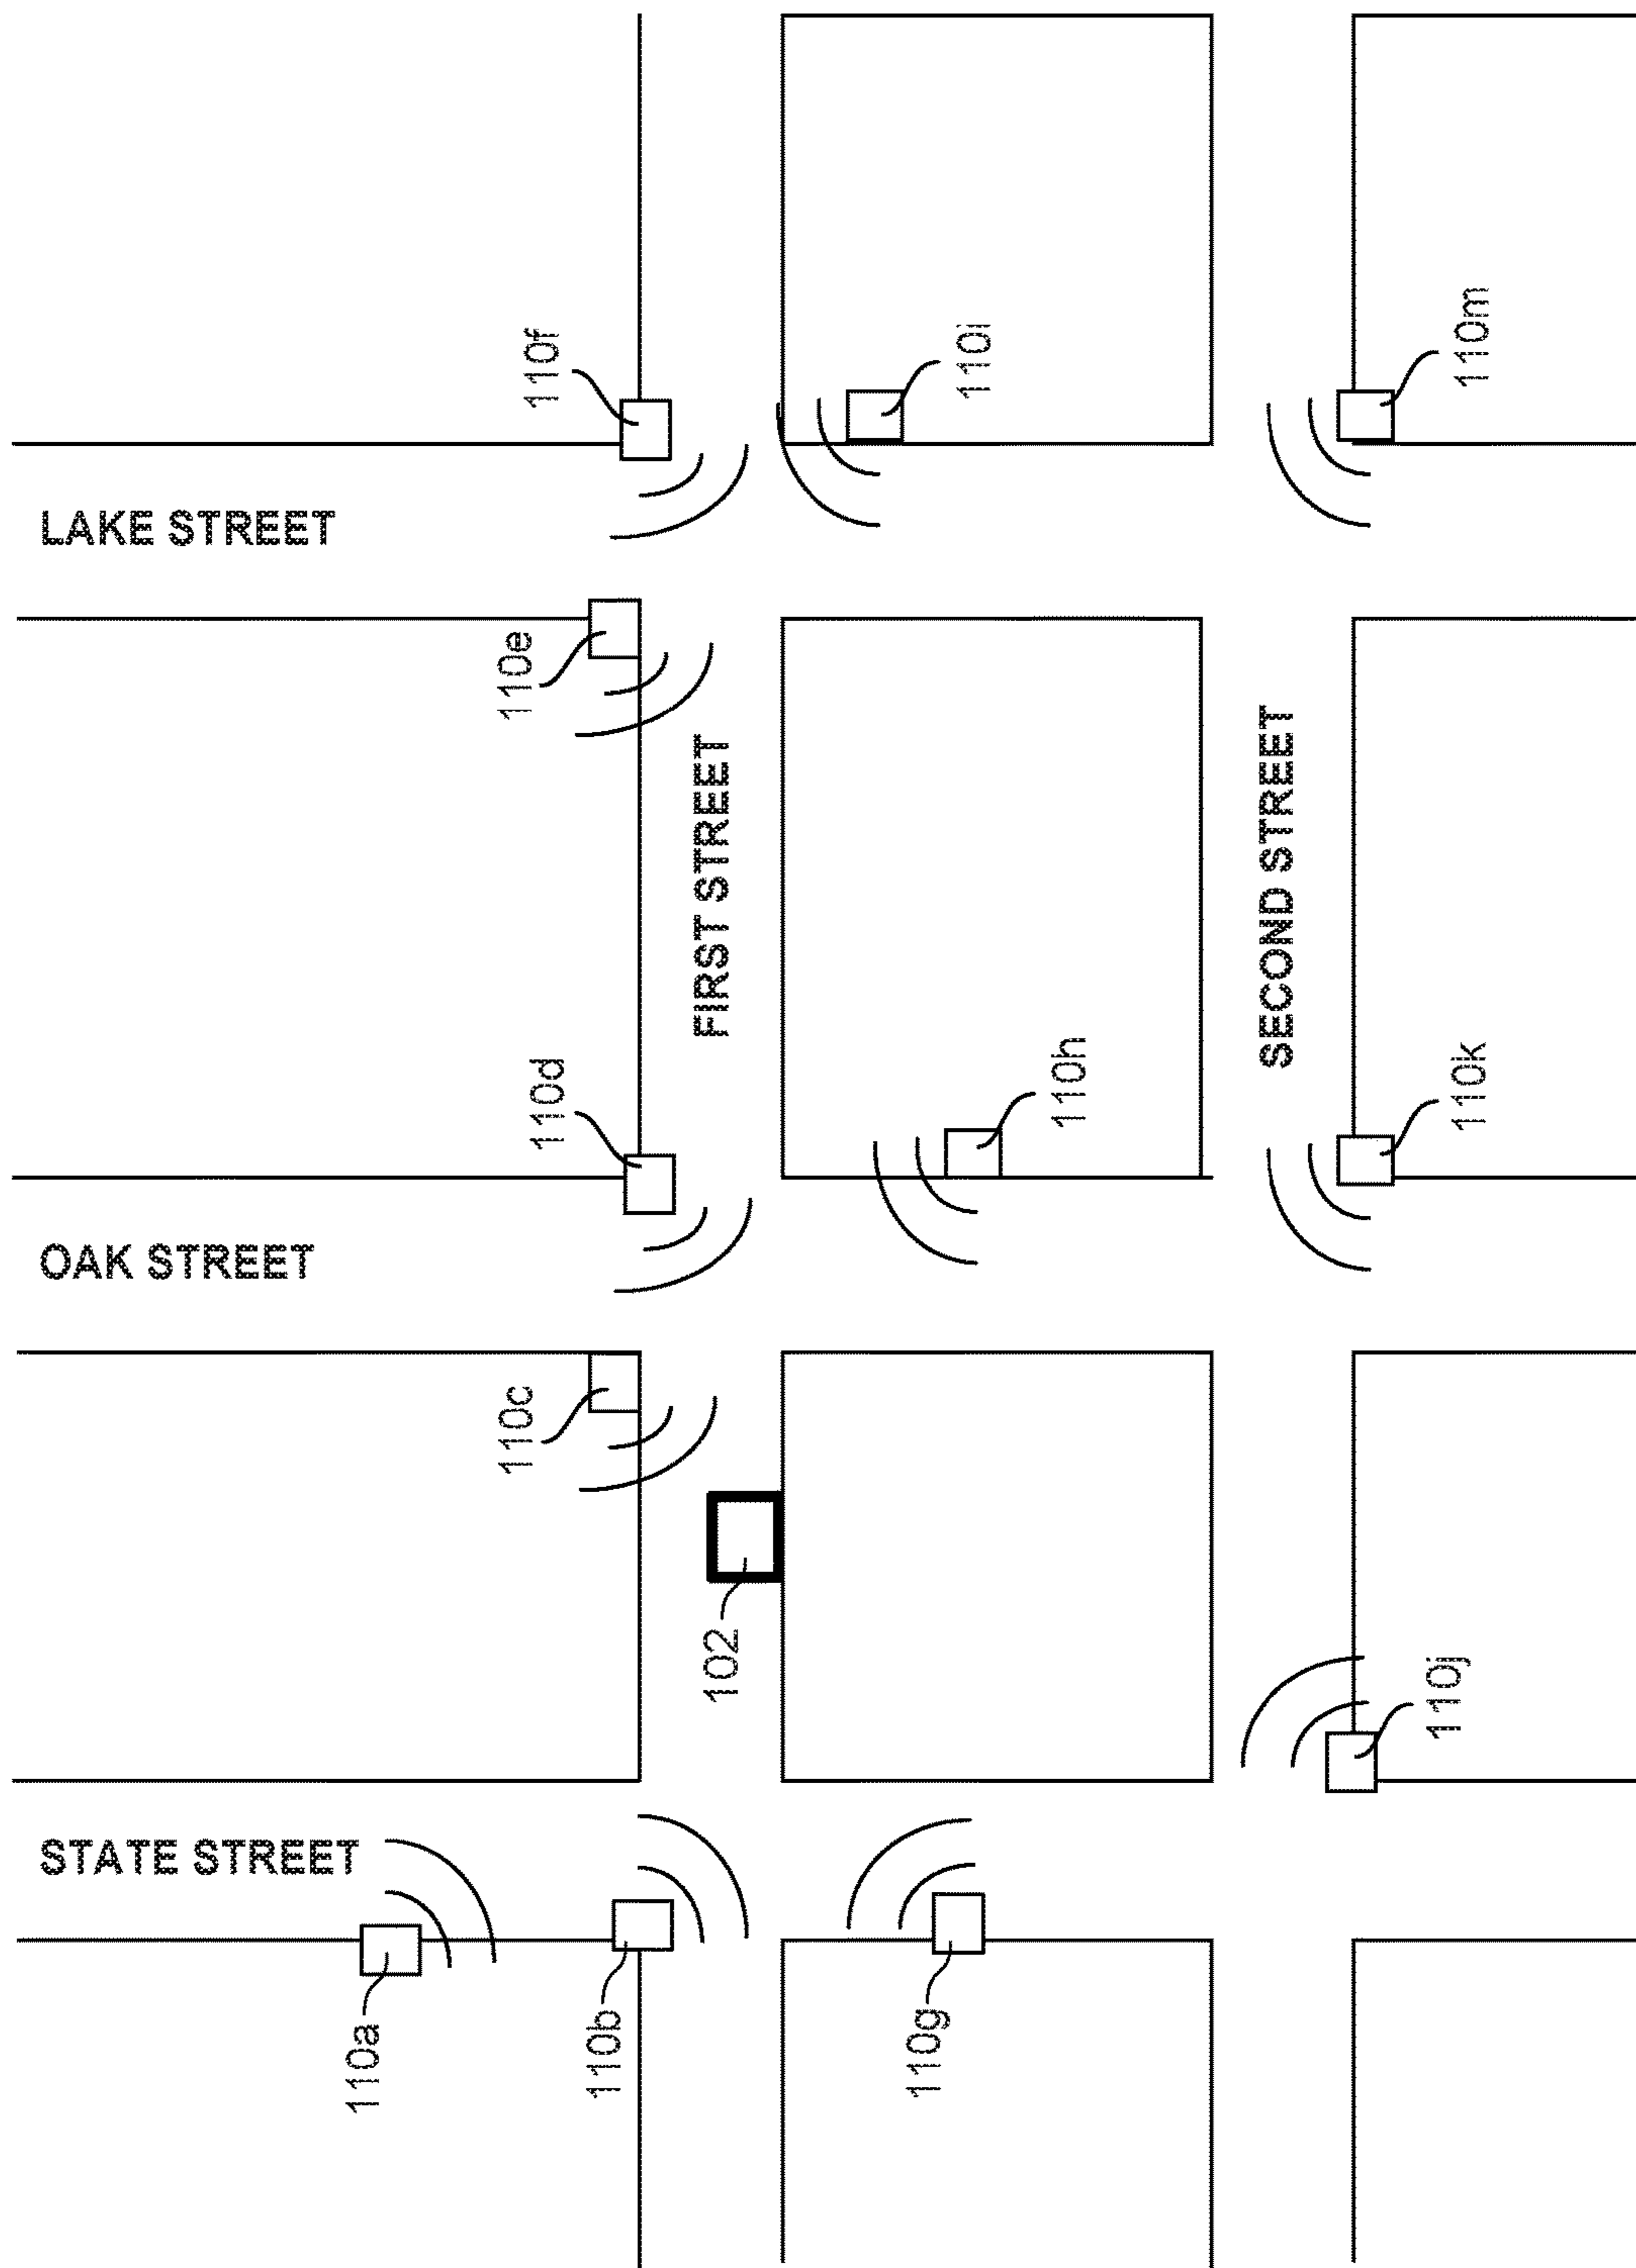 LAKE STREET
110f
110i
110m
110e
FIRST STREET
SECOND STREET
110d
110h
110k
OAK STREET
110c
102
110j
STATE STREET
110a
110b
110g